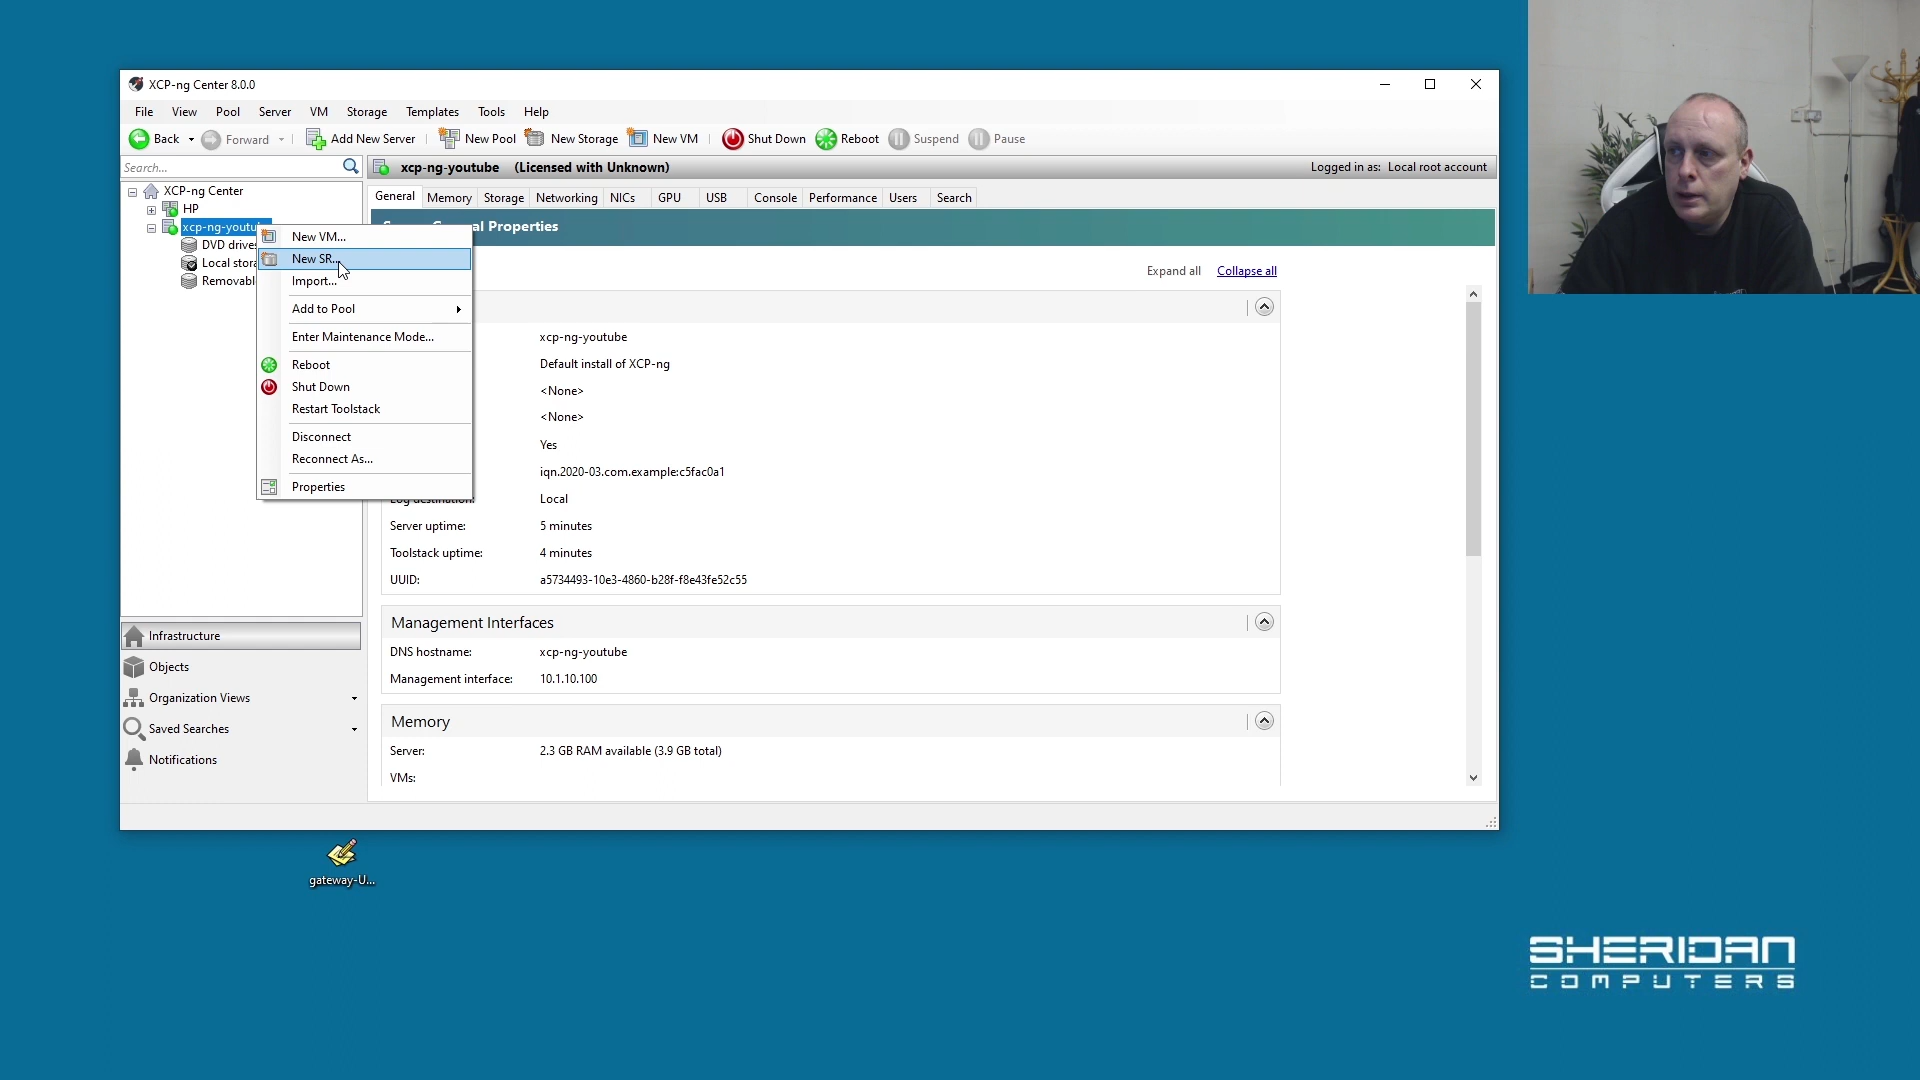 XCP-ng Center 8.0.0
File View Pool Server VM Storage Templates Tools Help
Back Forward Add New Server New Pool New Storage New VM Shut Down Reboot Suspend Pause
Search...
xcp-ng-youtube (Licensed with Unknown) Logged in as: Local root account
XCP-ng Center
HP
xcp-ng-youtu
DVD drives
Local stora
Removabl
General Memory Storage Networking NICs GPU USB Console Performance Users Search
al Properties
Expand all Collapse all
New VM...
New SR...
Import...
Add to Pool
Enter Maintenance Mode...
Reboot
Shut Down
Restart Toolstack
Disconnect
Reconnect As...
Properties
xcp-ng-youtube
Default install of XCP-ng
<None>
<None>
Yes
iqn.2020-03.com.example:c5fac0a1
Log destination: Local
Server uptime: 5 minutes
Toolstack uptime: 4 minutes
UUID: a5734493-10e3-4860-b28f-f8e43fe52c55
Management Interfaces
DNS hostname: xcp-ng-youtube
Management interface: 10.1.10.100
Memory
Server: 2.3 GB RAM available (3.9 GB total)
VMs:
Infrastructure
Objects
Organization Views
Saved Searches
Notifications
gateway-U...
SHERIDAN
COMPUTERS